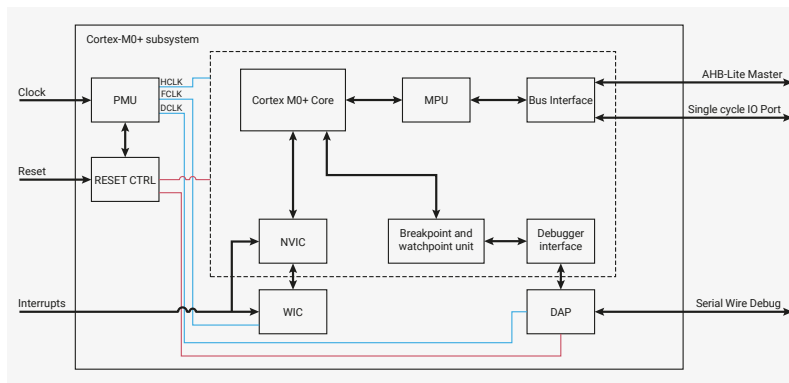 Cortex-M0+ subsystem
Clock
PMU
HCLK
FCLK
DCLK
Cortex M0+ Core
MPU
Bus Interface
AHB-Lite Master
Single cycle IO Port
Reset
RESET CTRL
NVIC
Breakpoint and
watchpoint unit
Debugger
interface
Interrupts
WIC
DAP
Serial Wire Debug